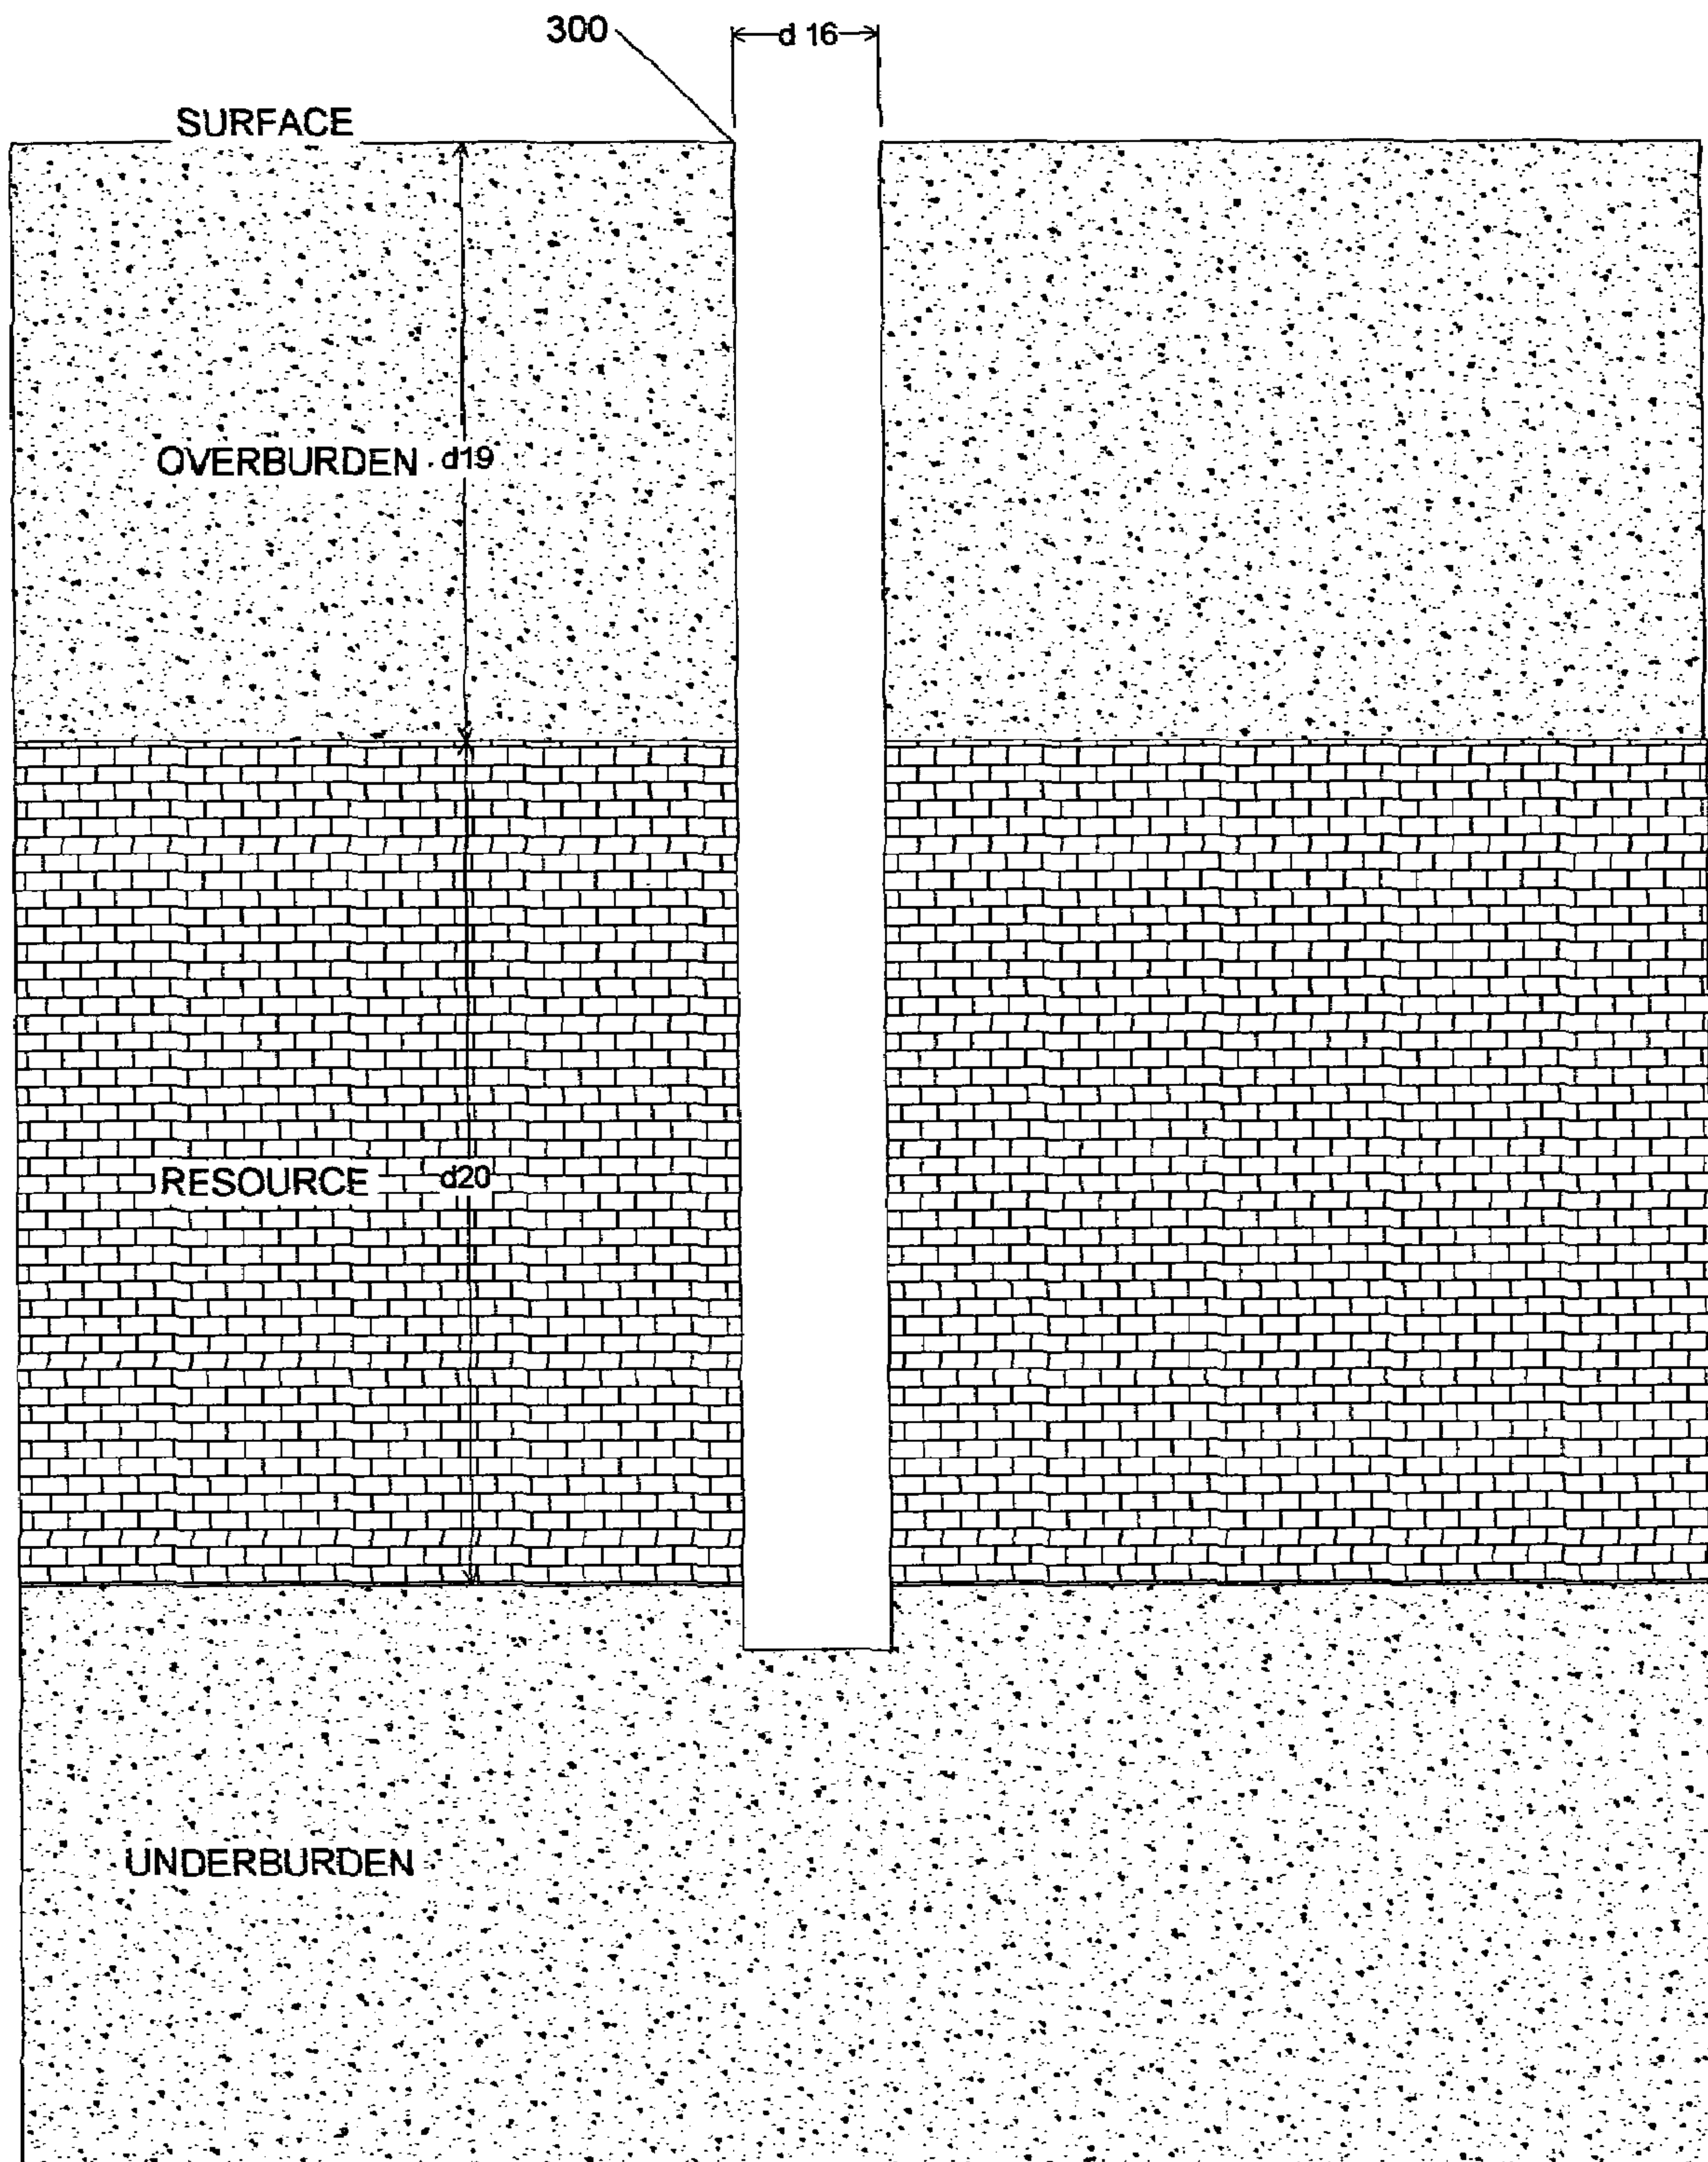 300
d 16
SURFACE
OVERBURDEN d19
RESOURCE d20
UNDERBURDEN